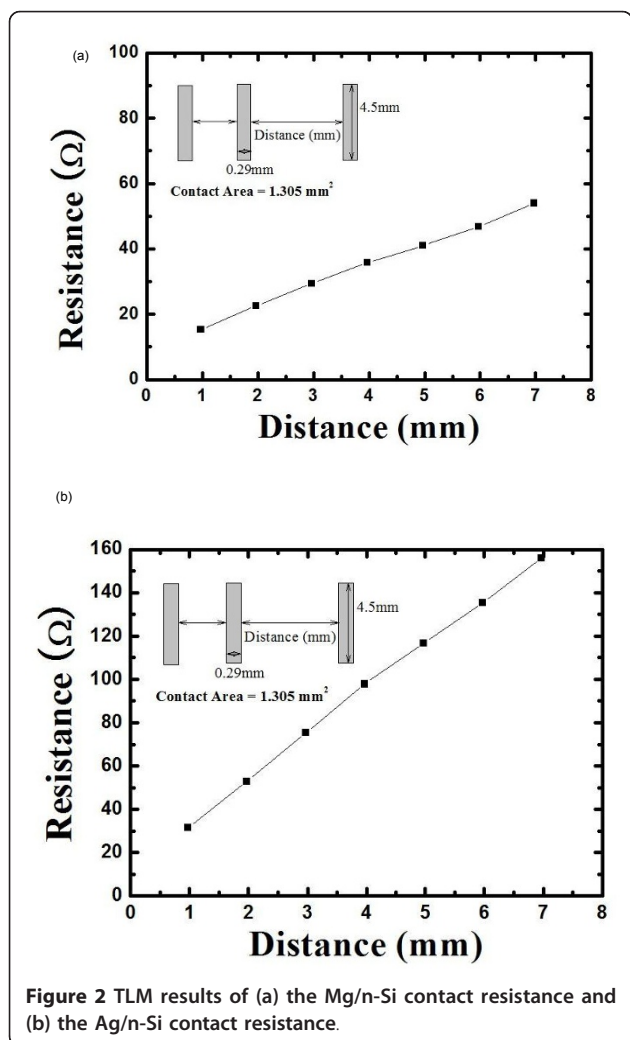 (a)
100
80
60
40
20
0
Resistance (Ω)
4.5mm
Distance (mm)
0.29mm
Contact Area = 1.305 mm²
0 1 2 3 4 5 6 7 8
Distance (mm)
(b)
160
140
120
100
80
60
40
20
0
Resistance (Ω)
4.5mm
Distance (mm)
0.29mm
Contact Area = 1.305 mm²
0 1 2 3 4 5 6 7 8
Distance (mm)
Figure 2 TLM results of (a) the Mg/n-Si contact resistance and
(b) the Ag/n-Si contact resistance.